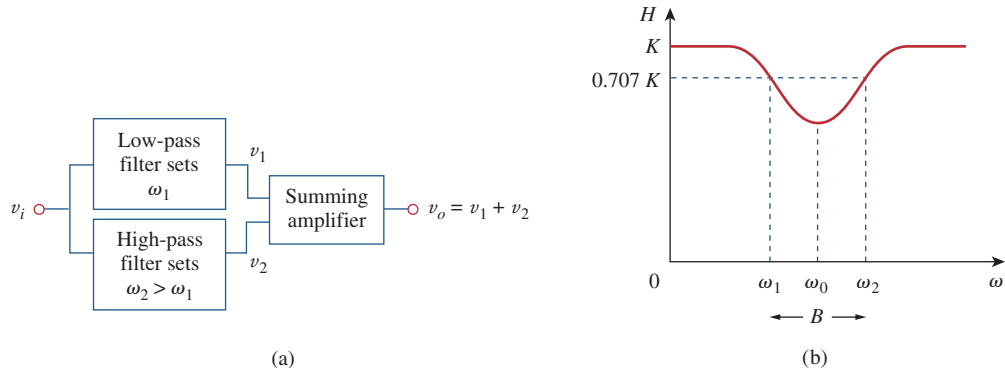 Low-pass
filter sets
ω₁
v₁
vᵢ
High-pass
filter sets
ω₂ > ω₁
v₂
Summing
amplifier
vₒ = v₁ + v₂
(a)
H
K
0.707 K
0
ω₁
ω₀
ω₂
ω
B
(b)